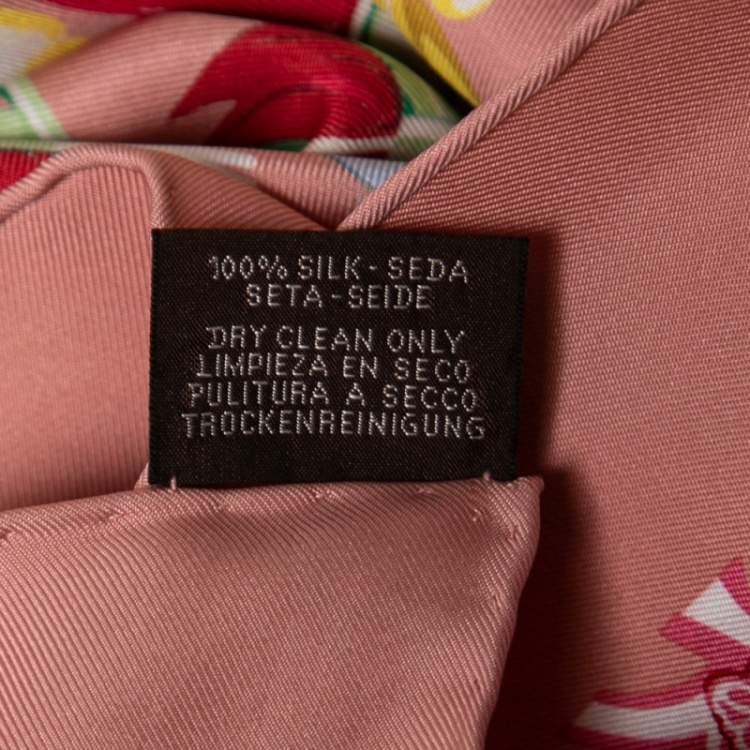 100% SILK - SEDA
SETA - SEIDE
DRY CLEAN ONLY
LIMPIEZA EN SECO
PULITURA A SECCO
TROCKENREINIGUNG